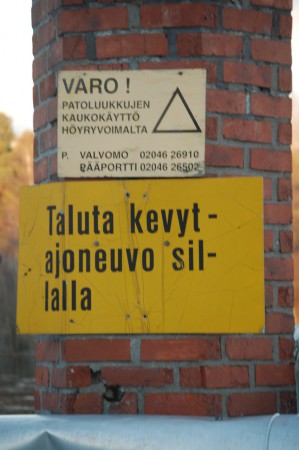 VARO !
PATOLUUKKUJEN
KAUKOKÄYTTÖ
HÖYRYVOIMALTA
P. VALVOMO 02046 26910
PÄÄPORTTI 02046 26502
Taluta kevyt-
ajoneuvo sil-
lalla